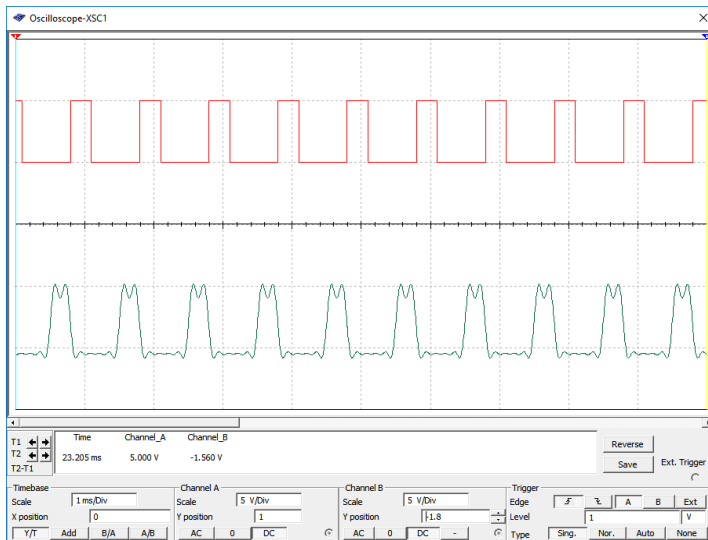 Oscilloscope-XSC1
Time Channel_A Channel_B
T1
T2 23.205 ms 5.000 V -1.560 V
T2-T1
Reverse
Save
Ext. Trigger
Timebase
Scale 1 ms/Div
X position 0
Y/T Add B/A A/B
Channel A
Scale 5 V/Div
Y position 1
AC 0 DC
Channel B
Scale 5 V/Div
Y position -1.8
AC 0 DC -
Trigger
Edge A B Ext
Level 1 V
Type Sing. Nor. Auto None